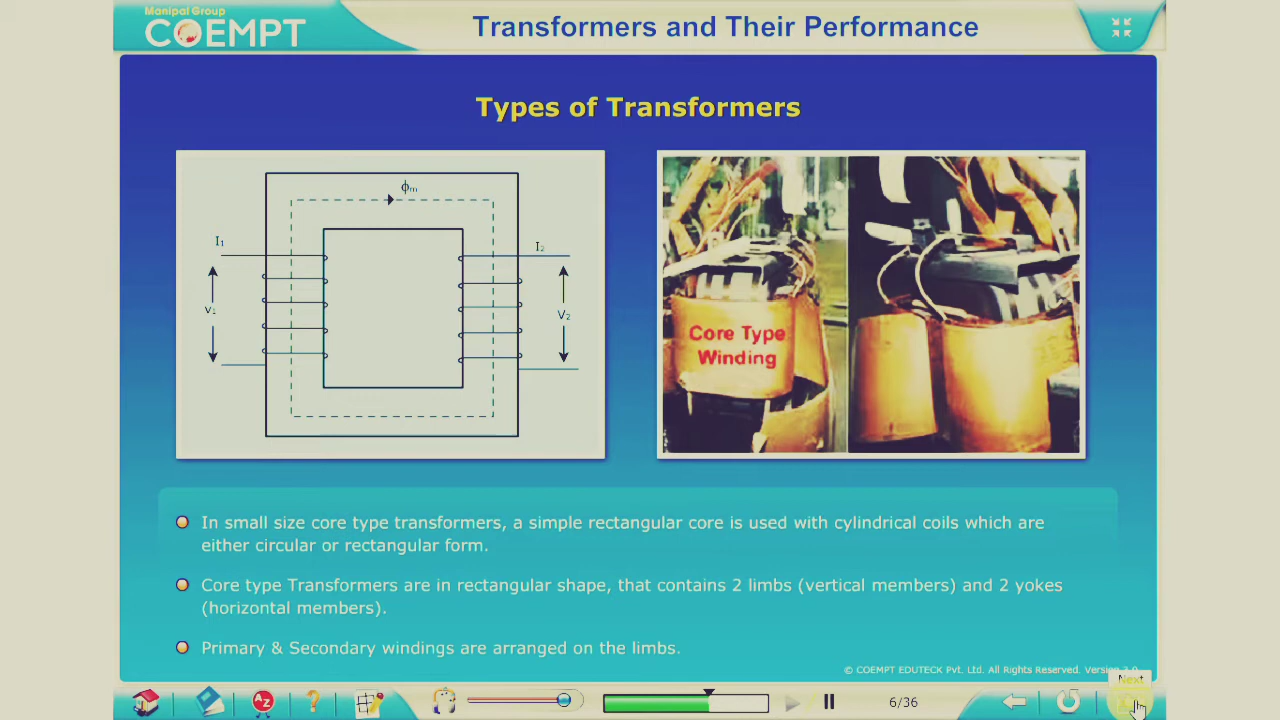 Manipal Group
COEMPT
Transformers and Their Performance
Types of Transformers
ϕm
I1
I2
V1
V2
Core Type
Winding
In small size core type transformers, a simple rectangular core is used with cylindrical coils which are
either circular or rectangular form.
Core type Transformers are in rectangular shape, that contains 2 limbs (vertical members) and 2 yokes
(horizontal members).
Primary & Secondary windings are arranged on the limbs.
© COEMPT EDUTECK Pvt. Ltd. All Rights Reserved. Version 3.0
Next
AZ
?
6/36